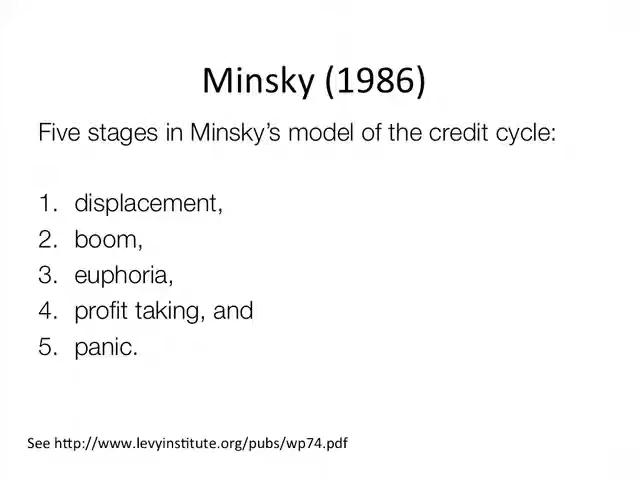 Minsky (1986)
Five stages in Minsky’s model of the credit cycle:
1. displacement,
2. boom,
3. euphoria,
4. profit taking, and
5. panic.
See http://www.levyinstitute.org/pubs/wp74.pdf